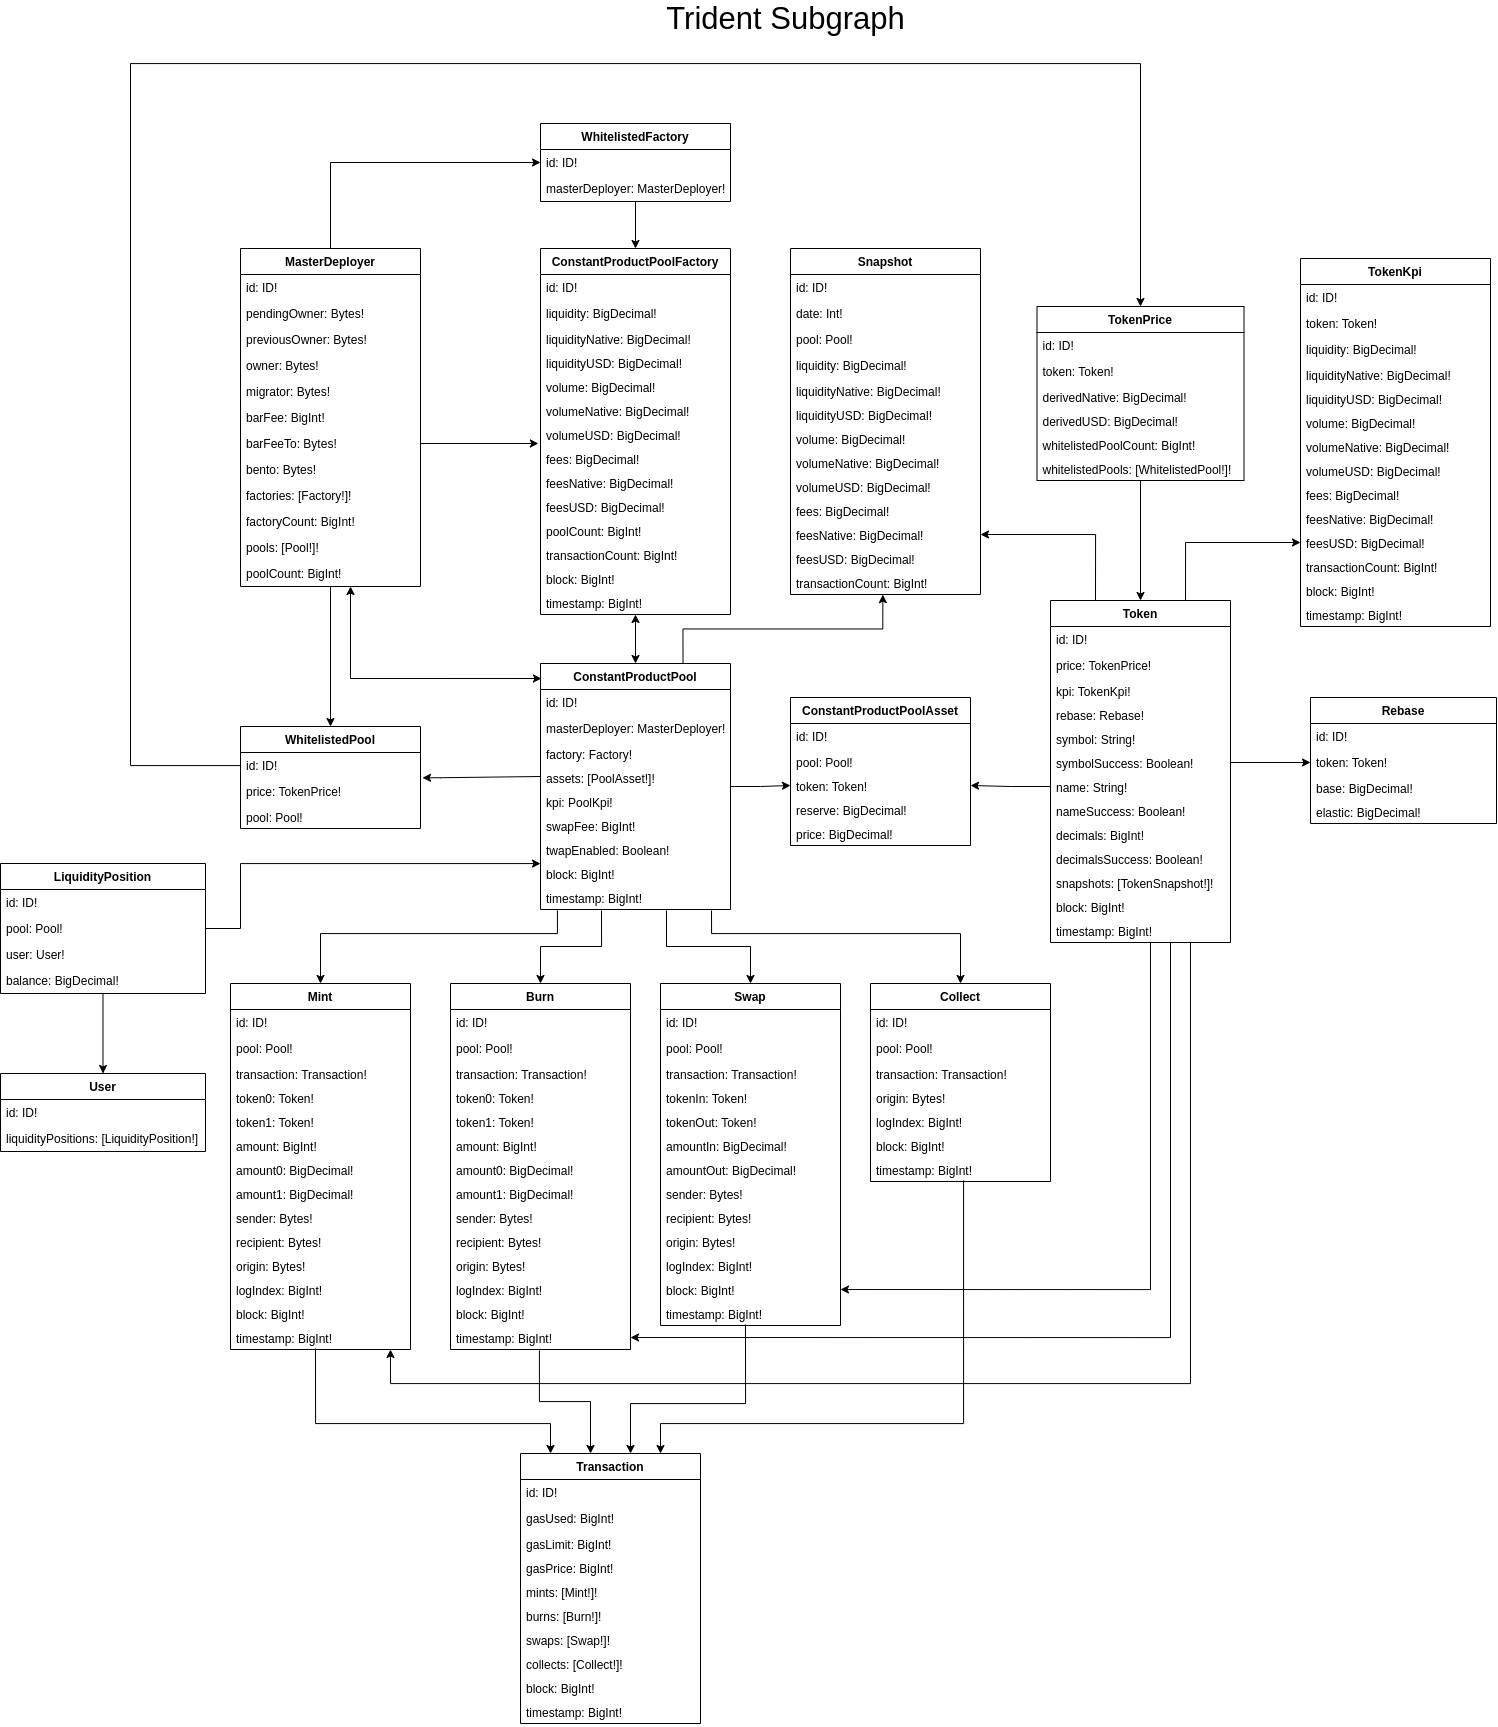 Trident Subgraph
WhitelistedFactory
id: ID!
masterDeployer: MasterDeployer!
MasterDeployer
id: ID!
pendingOwner: Bytes!
previousOwner: Bytes!
owner: Bytes!
migrator: Bytes!
barFee: BigInt!
barFeeTo: Bytes!
bento: Bytes!
factories: [Factory!]!
factoryCount: BigInt!
pools: [Pool!]!
poolCount: BigInt!
ConstantProductPoolFactory
id: ID!
liquidity: BigDecimal!
liquidityNative: BigDecimal!
liquidityUSD: BigDecimal!
volume: BigDecimal!
volumeNative: BigDecimal!
volumeUSD: BigDecimal!
fees: BigDecimal!
feesNative: BigDecimal!
feesUSD: BigDecimal!
poolCount: BigInt!
transactionCount: BigInt!
block: BigInt!
timestamp: BigInt!
Snapshot
id: ID!
date: Int!
pool: Pool!
liquidity: BigDecimal!
liquidityNative: BigDecimal!
liquidityUSD: BigDecimal!
volume: BigDecimal!
volumeNative: BigDecimal!
volumeUSD: BigDecimal!
fees: BigDecimal!
feesNative: BigDecimal!
feesUSD: BigDecimal!
transactionCount: BigInt!
TokenPrice
id: ID!
token: Token!
derivedNative: BigDecimal!
derivedUSD: BigDecimal!
whitelistedPoolCount: BigInt!
whitelistedPools: [WhitelistedPool!]!
TokenKpi
id: ID!
token: Token!
liquidity: BigDecimal!
liquidityNative: BigDecimal!
liquidityUSD: BigDecimal!
volume: BigDecimal!
volumeNative: BigDecimal!
volumeUSD: BigDecimal!
fees: BigDecimal!
feesNative: BigDecimal!
feesUSD: BigDecimal!
transactionCount: BigInt!
block: BigInt!
timestamp: BigInt!
WhitelistedPool
id: ID!
price: TokenPrice!
pool: Pool!
ConstantProductPool
id: ID!
masterDeployer: MasterDeployer!
factory: Factory!
assets: [PoolAsset!]!
kpi: PoolKpi!
swapFee: BigInt!
twapEnabled: Boolean!
block: BigInt!
timestamp: BigInt!
ConstantProductPoolAsset
id: ID!
pool: Pool!
token: Token!
reserve: BigDecimal!
price: BigDecimal!
Token
id: ID!
price: TokenPrice!
kpi: TokenKpi!
rebase: Rebase!
symbol: String!
symbolSuccess: Boolean!
name: String!
nameSuccess: Boolean!
decimals: BigInt!
decimalsSuccess: Boolean!
snapshots: [TokenSnapshot!]!
block: BigInt!
timestamp: BigInt!
Rebase
id: ID!
token: Token!
base: BigDecimal!
elastic: BigDecimal!
LiquidityPosition
id: ID!
pool: Pool!
user: User!
balance: BigDecimal!
User
id: ID!
liquidityPositions: [LiquidityPosition!]
Mint
id: ID!
pool: Pool!
transaction: Transaction!
token0: Token!
token1: Token!
amount: BigInt!
amount0: BigDecimal!
amount1: BigDecimal!
sender: Bytes!
recipient: Bytes!
origin: Bytes!
logIndex: BigInt!
block: BigInt!
timestamp: BigInt!
Burn
id: ID!
pool: Pool!
transaction: Transaction!
token0: Token!
token1: Token!
amount: BigInt!
amount0: BigDecimal!
amount1: BigDecimal!
sender: Bytes!
recipient: Bytes!
origin: Bytes!
logIndex: BigInt!
block: BigInt!
timestamp: BigInt!
Swap
id: ID!
pool: Pool!
transaction: Transaction!
tokenIn: Token!
tokenOut: Token!
amountIn: BigDecimal!
amountOut: BigDecimal!
sender: Bytes!
recipient: Bytes!
origin: Bytes!
logIndex: BigInt!
block: BigInt!
timestamp: BigInt!
Collect
id: ID!
pool: Pool!
transaction: Transaction!
origin: Bytes!
logIndex: BigInt!
block: BigInt!
timestamp: BigInt!
Transaction
id: ID!
gasUsed: BigInt!
gasLimit: BigInt!
gasPrice: BigInt!
mints: [Mint!]!
burns: [Burn!]!
swaps: [Swap!]!
collects: [Collect!]!
block: BigInt!
timestamp: BigInt!